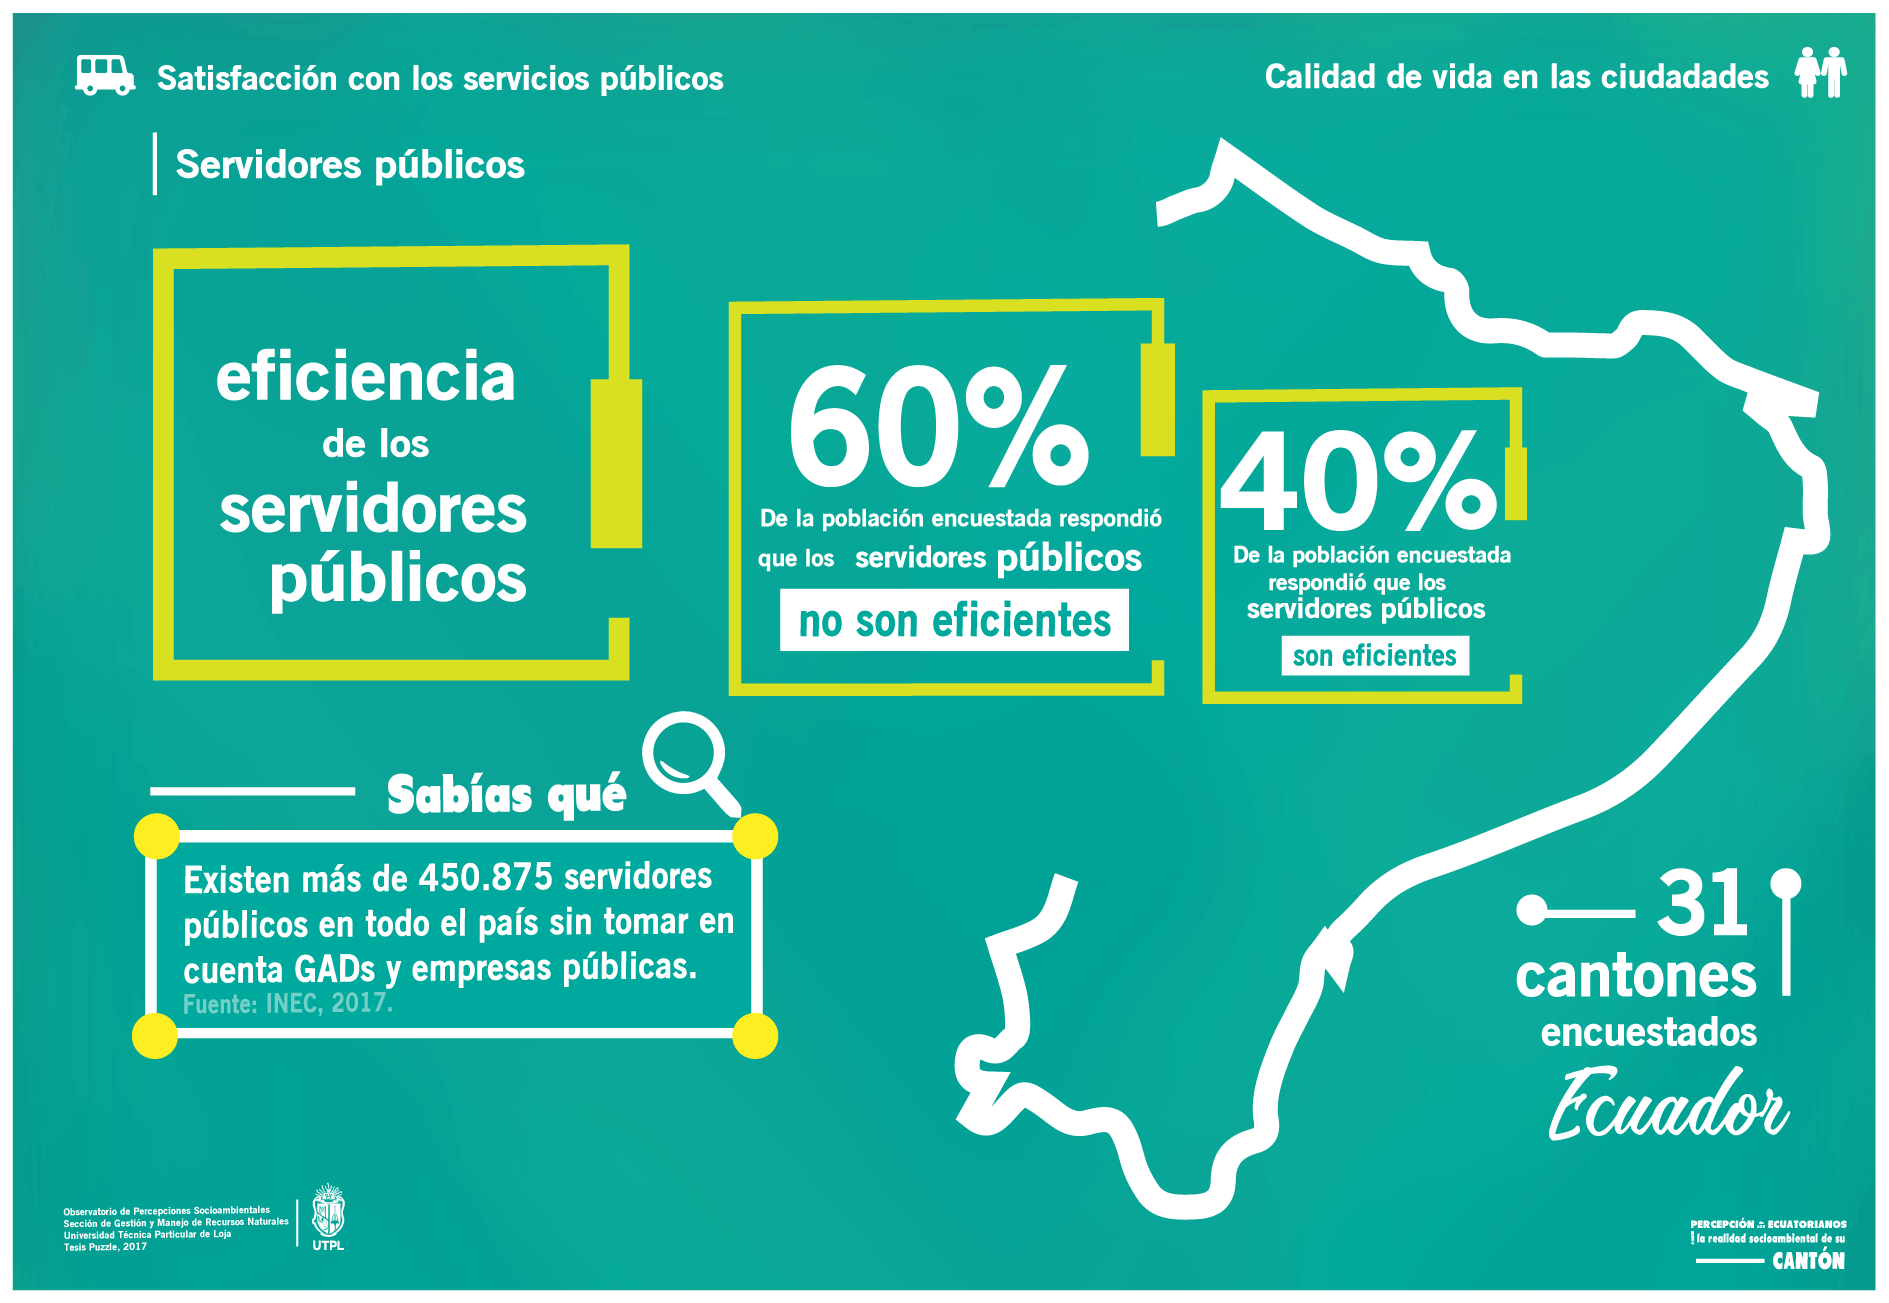 Satisfacción con los servicios públicos
Calidad de vida en las ciudadades
Servidores públicos
eficiencia
de los
servidores
públicos
60%
De la población encuestada respondió
que los servidores públicos
no son eficientes
40%
De la población encuestada
respondió que los
servidores públicos
son eficientes
Sabías qué
Existen más de 450.875 servidores
públicos en todo el país sin tomar en
cuenta GADs y empresas públicas.
Fuente: INEC, 2017.
31
cantones
encuestados
Ecuador
Observatorio de Percepciones Socioambientales
Sección de Gestión y Manejo de Recursos Naturales
Universidad Técnica Particular de Loja
Tesis Puzzle, 2017
UTPL
PERCEPCIÓN ECUATORIANOS
la realidad socioambiental de su
CANTÓN